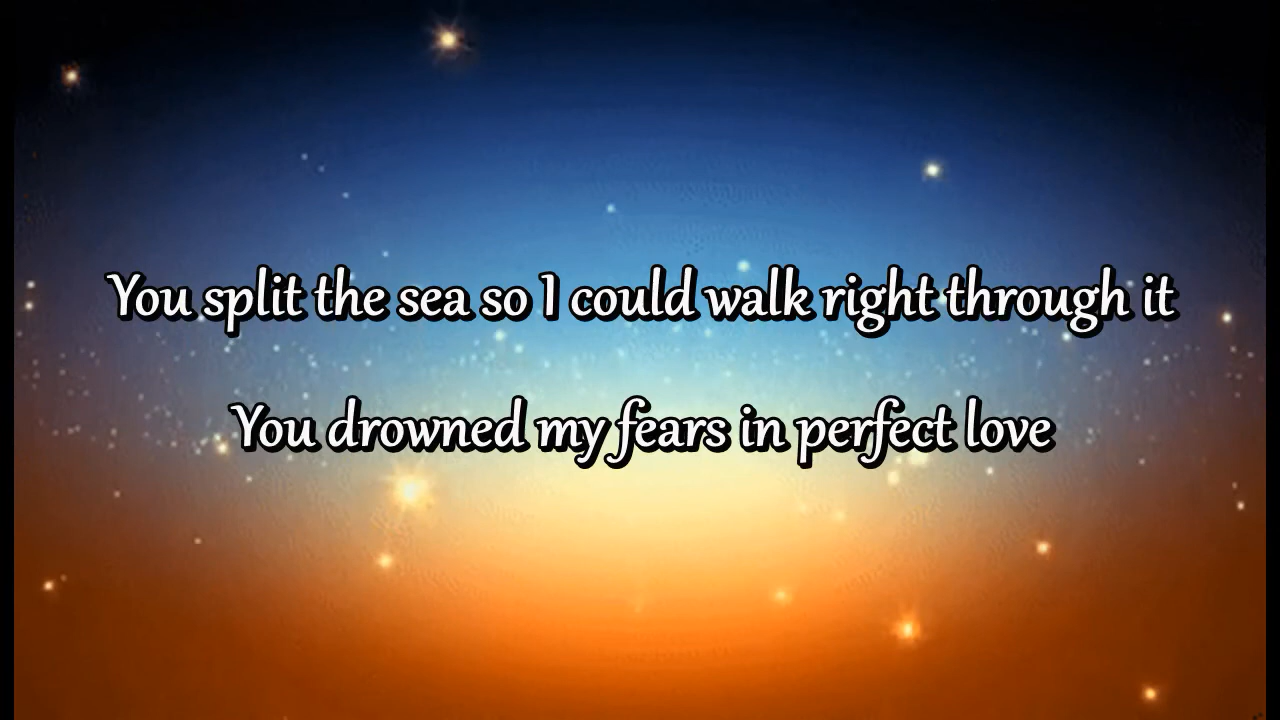 You split the sea so I could walk right through it
You drowned my fears in perfect love